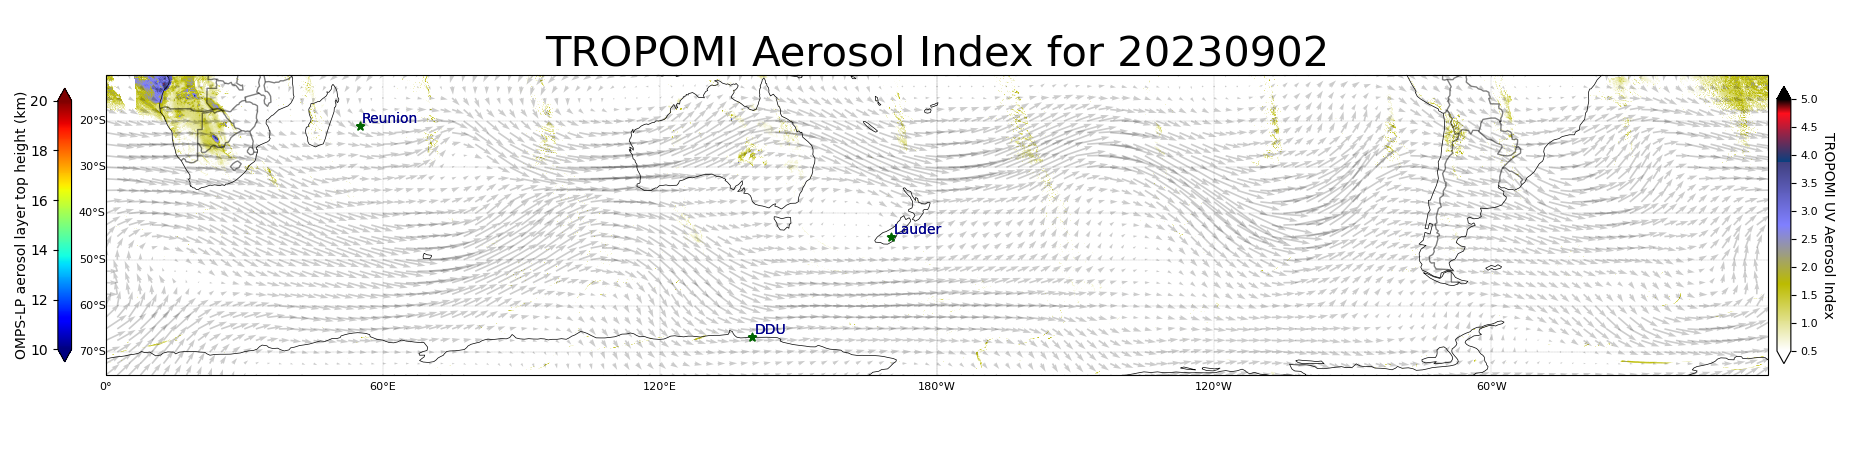 TROPOMI Aerosol Index for 20230902
OMPS-LP aerosol layer top height (km)
20
18
16
14
12
10
20°S
30°S
40°S
50°S
60°S
70°S
0°
60°E
120°E
180°W
120°W
60°W
Reunion
Lauder
DDU
5.0
4.5
4.0
3.5
3.0
2.5
2.0
1.5
1.0
0.5
TROPOMI UV Aerosol Index